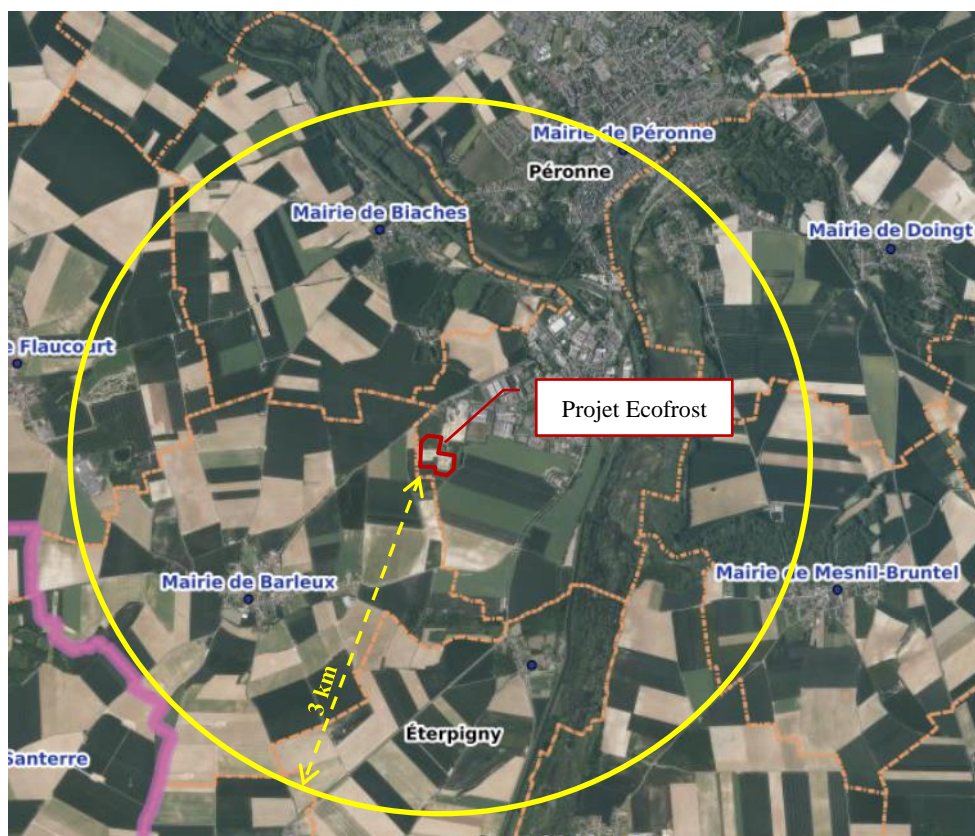 Mairie de Péronne
Péronne
Mairie de Biaches
Mairie de Doingt
e Flaucourt
Projet Ecofrost
Mairie de Barleux
Mairie de Mesnil-Bruntel
3 km
Éterpigny
Santerre